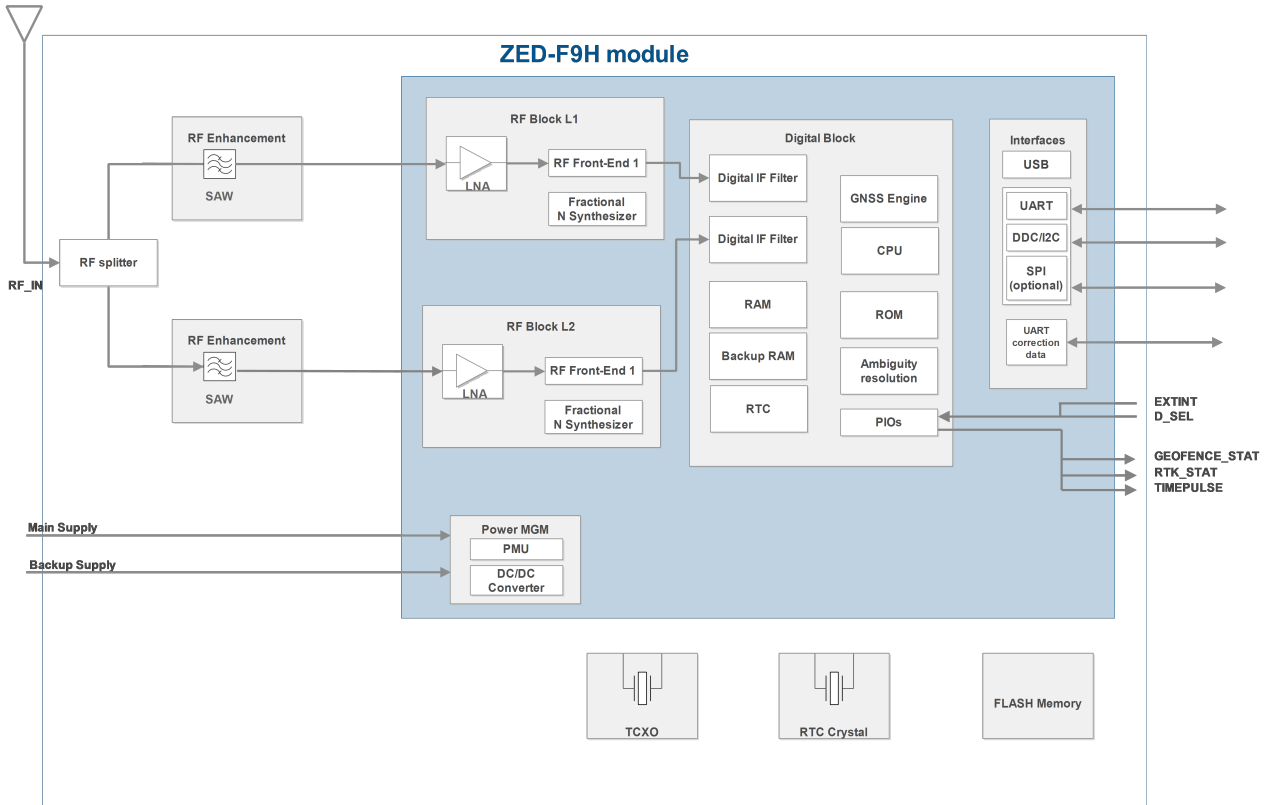 ZED-F9H module
RF_IN
RF splitter
RF Enhancement
SAW
RF Enhancement
SAW
RF Block L1
LNA
RF Front-End 1
Fractional
N Synthesizer
RF Block L2
LNA
RF Front-End 1
Fractional
N Synthesizer
Digital Block
Digital IF Filter
Digital IF Filter
RAM
Backup RAM
RTC
GNSS Engine
CPU
ROM
Ambiguity
resolution
PIOs
Interfaces
USB
UART
DDC/I2C
SPI
(optional)
UART
correction
data
EXTINT
D_SEL
GEOFENCE_STAT
RTK_STAT
TIMEPULSE
Main Supply
Backup Supply
Power MGM
PMU
DC/DC
Converter
TCXO
RTC Crystal
FLASH Memory